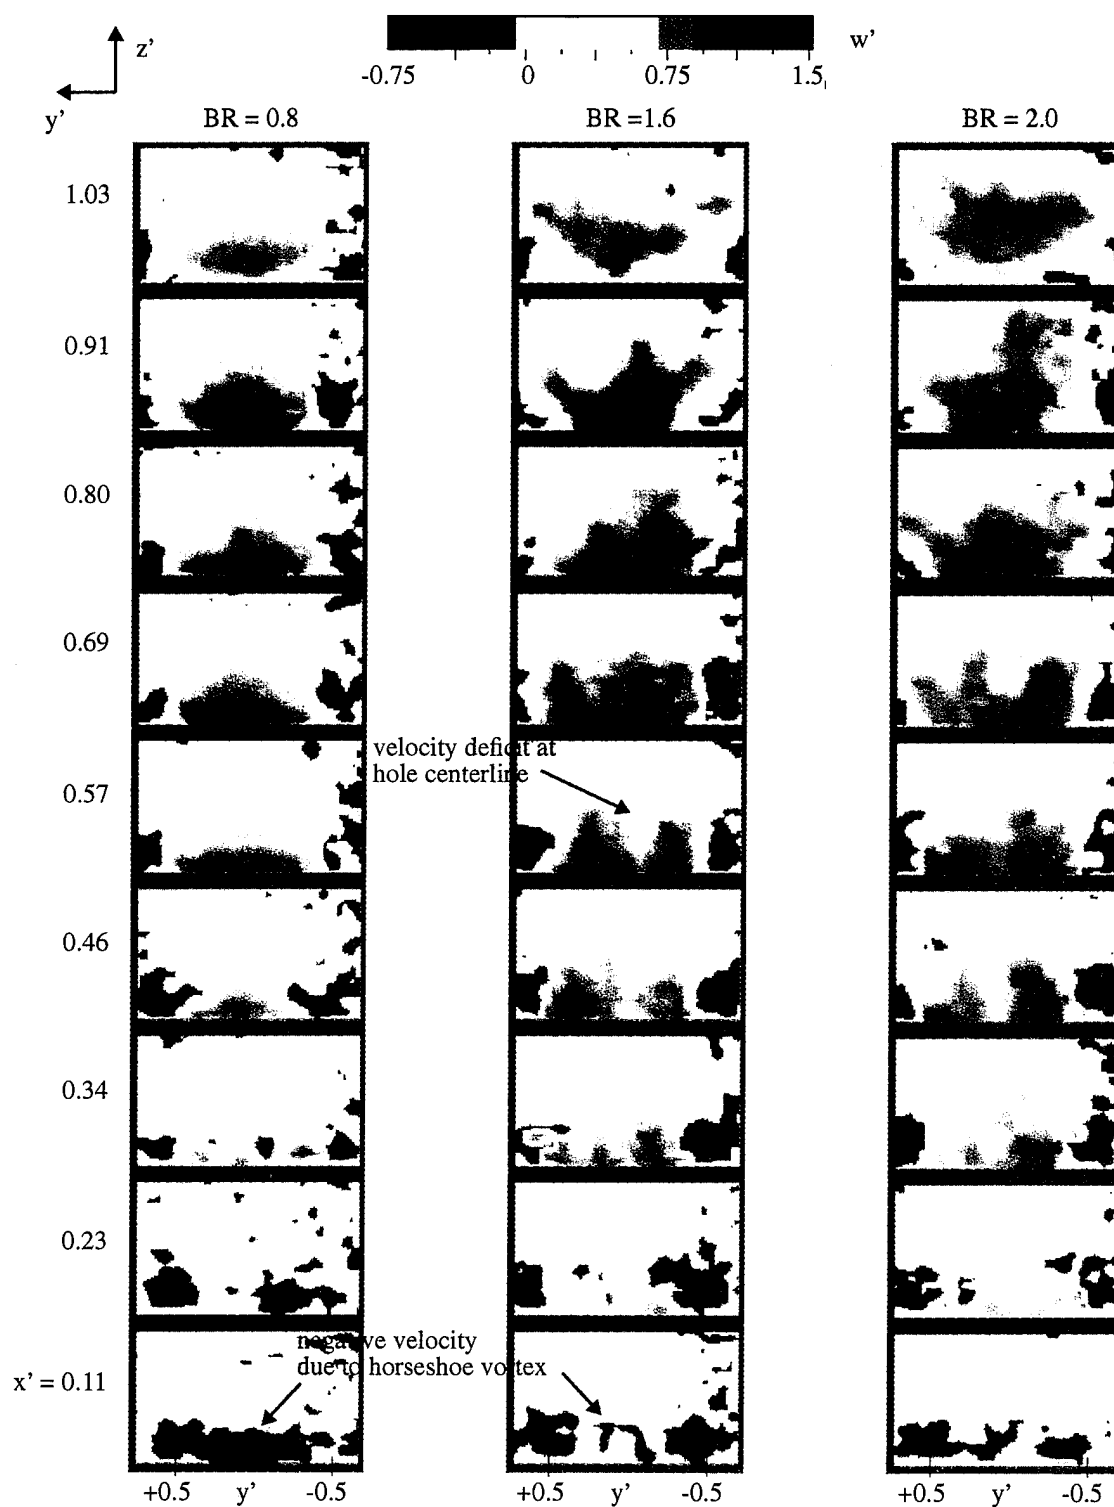 z'
w'
-0.75 0 0.75 1.5
y'
BR = 0.8 BR =1.6 BR = 2.0
1.03
0.91
0.80
0.69
velocity deficit at
hole centerline
0.57
0.46
0.34
0.23
negative velocity
due to horseshoe vortex
x' = 0.11
+0.5 y' -0.5 +0.5 y' -0.5 +0.5 y' -0.5